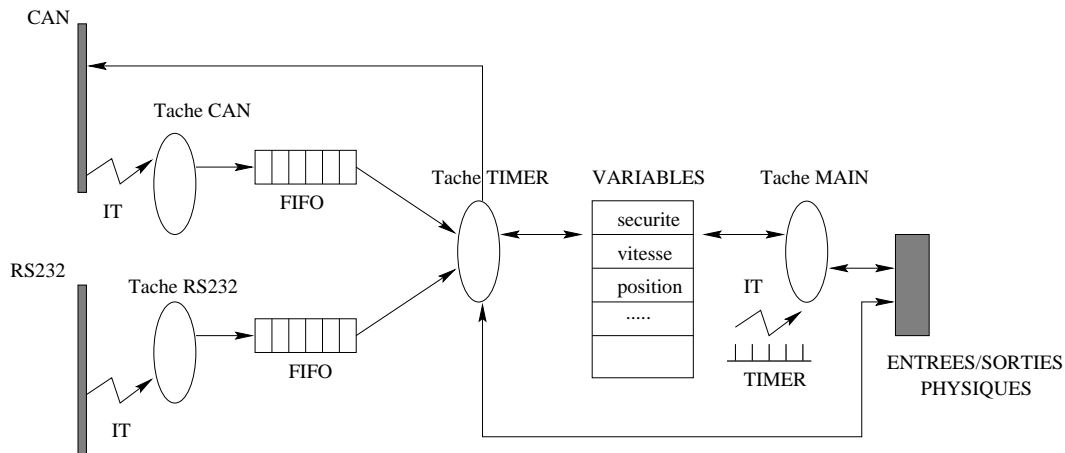 CAN
Tache CAN
IT
FIFO
Tache TIMER
VARIABLES
Tache MAIN
securite
vitesse
position
.....
IT
TIMER
RS232
Tache RS232
IT
FIFO
ENTREES/SORTIES
PHYSIQUES